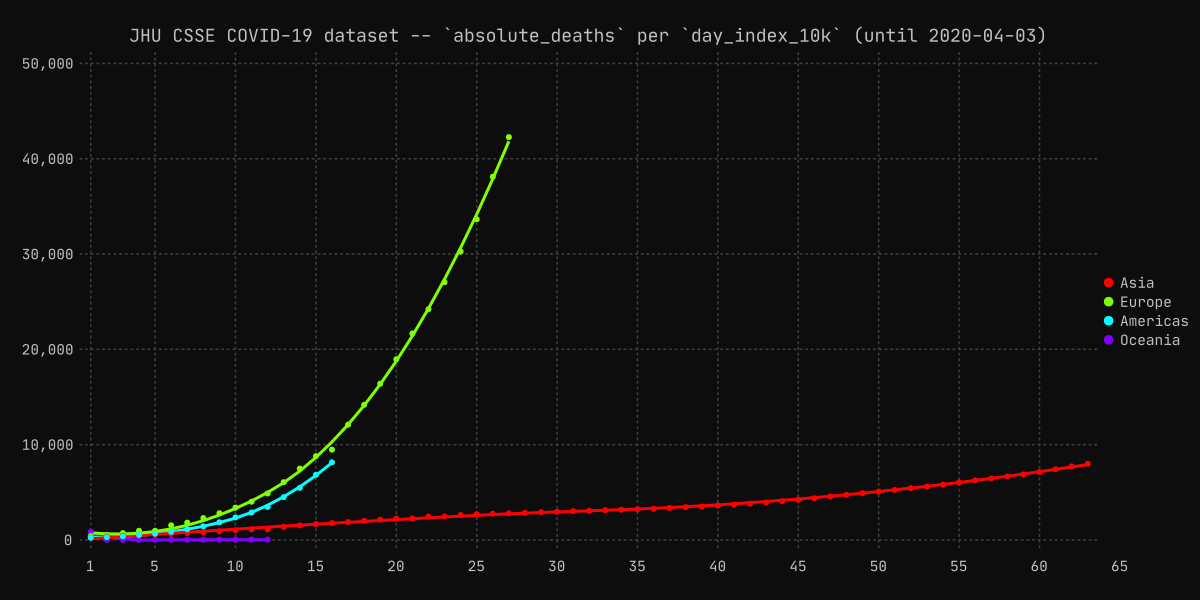 JHU CSSE COVID-19 dataset -- `absolute_deaths` per `day_index_10k` (until 2020-04-03)
50,000
40,000
30,000
20,000
10,000
0
1 5 10 15 20 25 30 35 40 45 50 55 60 65
Asia
Europe
Americas
Oceania